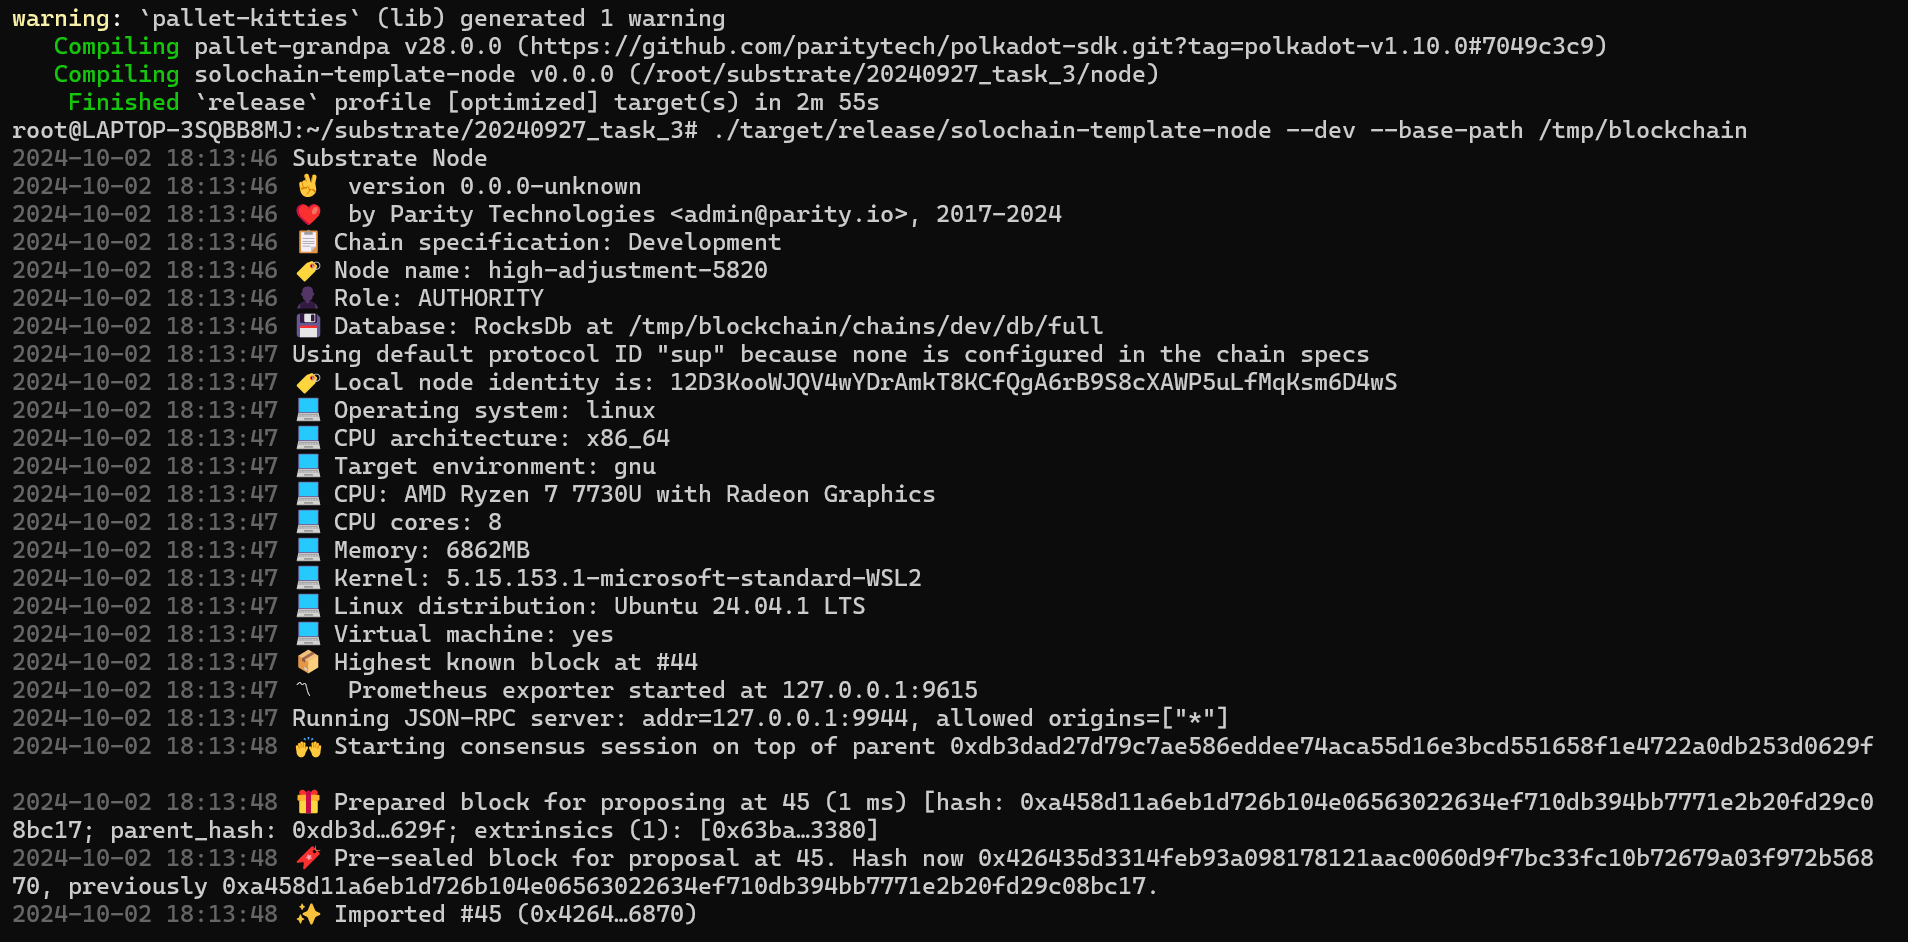 warning: `pallet-kitties` (lib) generated 1 warning
Compiling pallet-grandpa v28.0.0 (https://github.com/paritytech/polkadot-sdk.git?tag=polkadot-v1.10.0#7049c3c9)
Compiling solochain-template-node v0.0.0 (/root/substrate/20240927_task_3/node)
Finished `release` profile [optimized] target(s) in 2m 55s
root@LAPTOP-3SQBB8MJ:~/substrate/20240927_task_3# ./target/release/solochain-template-node --dev --base-path /tmp/blockchain
2024-10-02 18:13:46 Substrate Node
2024-10-02 18:13:46 ✌️ version 0.0.0-unknown
2024-10-02 18:13:46 ❤️ by Parity Technologies <admin@parity.io>, 2017-2024
2024-10-02 18:13:46 📋 Chain specification: Development
2024-10-02 18:13:46 🏷 Node name: high-adjustment-5820
2024-10-02 18:13:46 👤 Role: AUTHORITY
2024-10-02 18:13:46 💾 Database: RocksDb at /tmp/blockchain/chains/dev/db/full
2024-10-02 18:13:47 Using default protocol ID "sup" because none is configured in the chain specs
2024-10-02 18:13:47 🏷 Local node identity is: 12D3KooWJQV4wYDrAmkT8KCfQgA6rB9S8cXAWP5uLfMqKsm6D4wS
2024-10-02 18:13:47 💻 Operating system: linux
2024-10-02 18:13:47 💻 CPU architecture: x86_64
2024-10-02 18:13:47 💻 Target environment: gnu
2024-10-02 18:13:47 💻 CPU: AMD Ryzen 7 7730U with Radeon Graphics
2024-10-02 18:13:47 💻 CPU cores: 8
2024-10-02 18:13:47 💻 Memory: 6862MB
2024-10-02 18:13:47 💻 Kernel: 5.15.153.1-microsoft-standard-WSL2
2024-10-02 18:13:47 💻 Linux distribution: Ubuntu 24.04.1 LTS
2024-10-02 18:13:47 💻 Virtual machine: yes
2024-10-02 18:13:47 📦 Highest known block at #44
2024-10-02 18:13:47 〽️ Prometheus exporter started at 127.0.0.1:9615
2024-10-02 18:13:47 Running JSON-RPC server: addr=127.0.0.1:9944, allowed origins=["*"]
2024-10-02 18:13:48 🙌 Starting consensus session on top of parent 0xdb3dad27d79c7ae586eddee74aca55d16e3bcd551658f1e4722a0db253d0629f
2024-10-02 18:13:48 🎁 Prepared block for proposing at 45 (1 ms) [hash: 0xa458d11a6eb1d726b104e06563022634ef710db394bb7771e2b20fd29c0
8bc17; parent_hash: 0xdb3d…629f; extrinsics (1): [0x63ba…3380]
2024-10-02 18:13:48 🔖 Pre-sealed block for proposal at 45. Hash now 0x426435d3314feb93a098178121aac0060d9f7bc33fc10b72679a03f972b568
70, previously 0xa458d11a6eb1d726b104e06563022634ef710db394bb7771e2b20fd29c08bc17.
2024-10-02 18:13:48 ✨ Imported #45 (0x4264…6870)